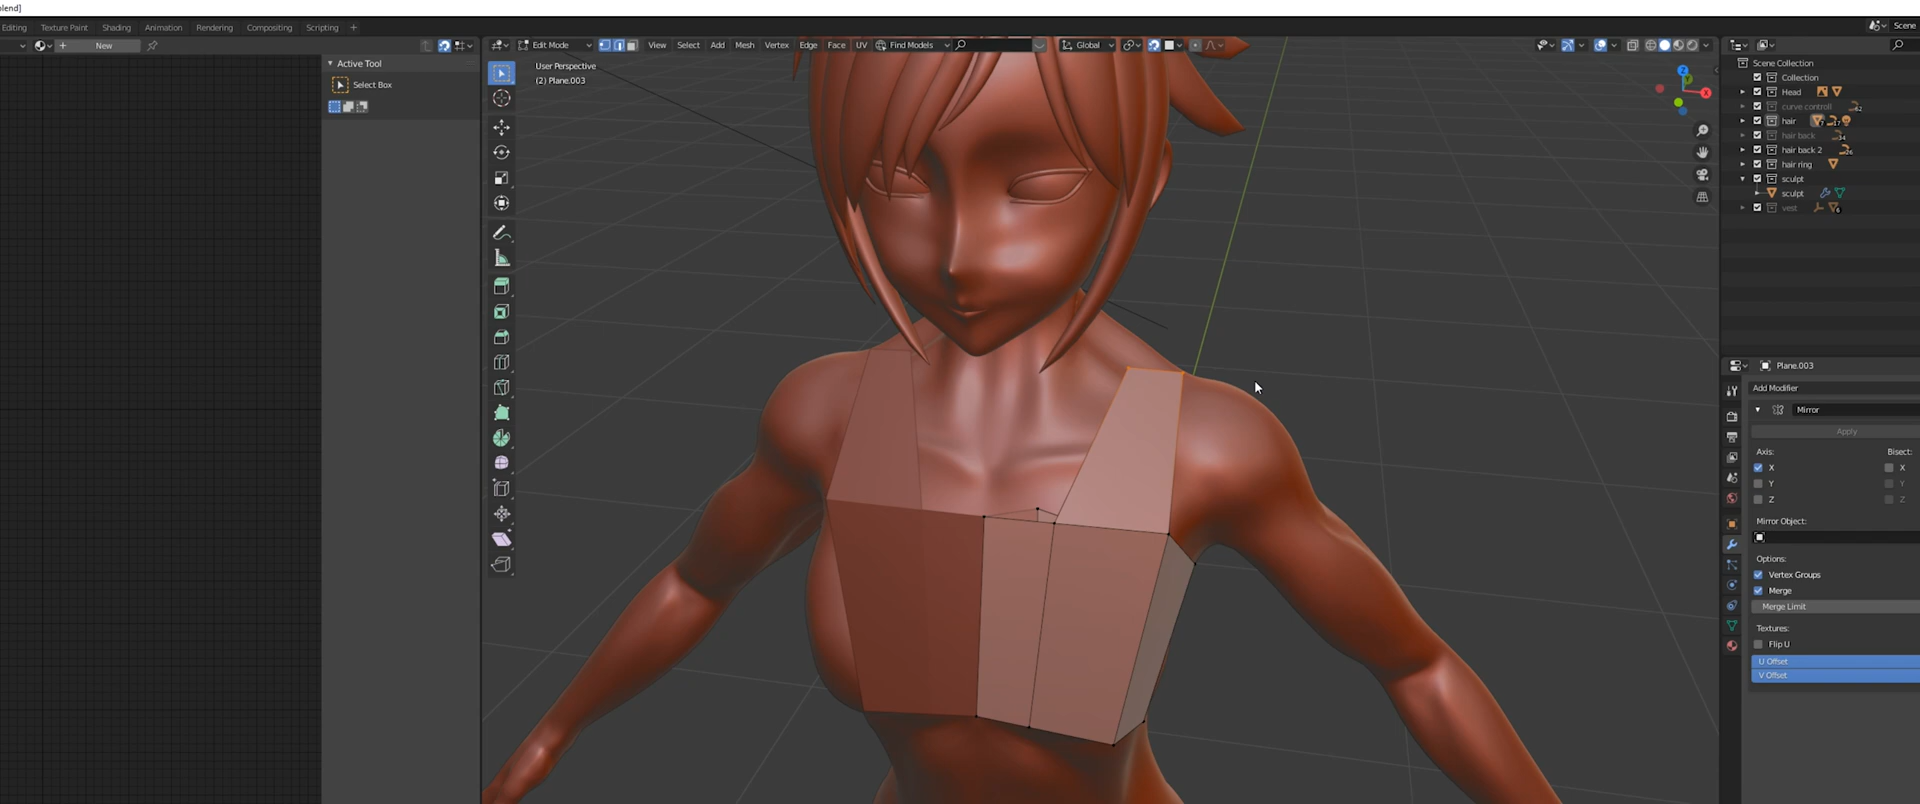 blend]
Editing Texture Paint Shading Animation Rendering Compositing Scripting +
Scene
New
Edit Mode View Select Add Mesh Vertex Edge Face UV Find Models Global
Active Tool
Select Box
User Perspective
(2) Plane.003
Z
X
Scene Collection
Collection
Head
curve controll
hair
hair back
hair back 2
hair ring
sculpt
sculpt
vest
Plane.003
Add Modifier
Mirror
Apply
Axis: Bisect:
X X
Y Y
Z Z
Mirror Object:
Options:
Vertex Groups
Merge
Merge Limit
Textures:
Flip U
U Offset
V Offset